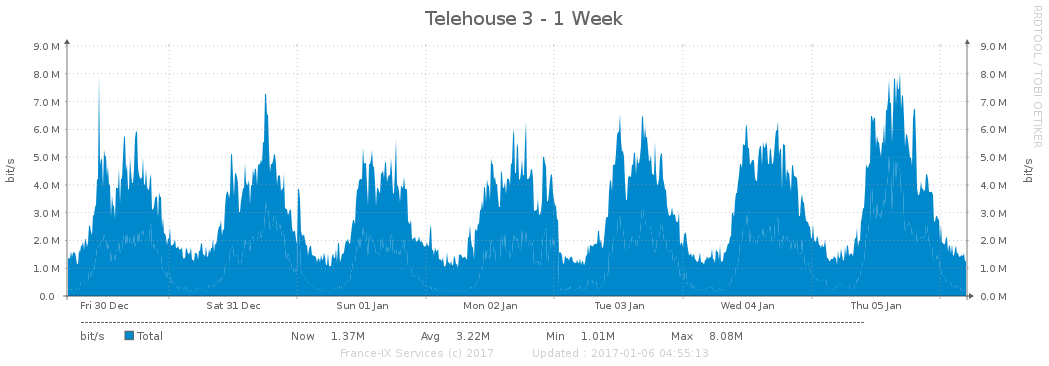 Telehouse 3 - 1 Week
RRDTOOL / TOBI OETIKER
9.0 M 9.0 M
8.0 M 8.0 M
7.0 M 7.0 M
6.0 M 6.0 M
5.0 M 5.0 M
4.0 M 4.0 M
3.0 M 3.0 M
2.0 M 2.0 M
1.0 M 1.0 M
0.0 0.0 M
bit/s
bit/s
Fri 30 Dec Sat 31 Dec Sun 01 Jan Mon 02 Jan Tue 03 Jan Wed 04 Jan Thu 05 Jan
bit/s Total Now 1.37M Avg 3.22M Min 1.01M Max 8.08M
France-IX Services (c) 2017 Updated : 2017-01-06 04:55:13